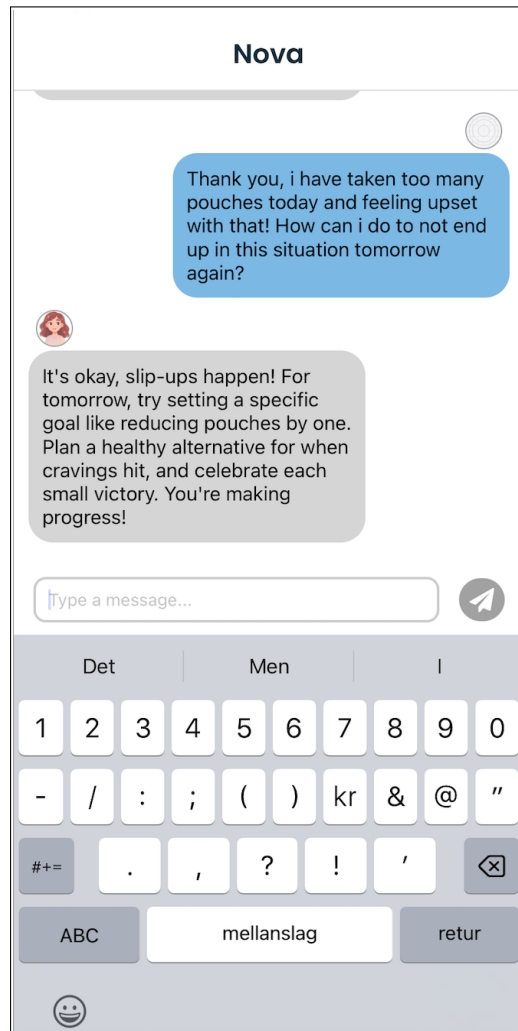 Nova
Thank you, i have taken too many
pouches today and feeling upset
with that! How can i do to not end
up in this situation tomorrow
again?
It's okay, slip-ups happen! For
tomorrow, try setting a specific
goal like reducing pouches by one.
Plan a healthy alternative for when
cravings hit, and celebrate each
small victory. You're making
progress!
Type a message...
Det Men I
1 2 3 4 5 6 7 8 9 0
- / : ; ( ) kr & @ "
#+= . , ? ! '
ABC mellanslag retur